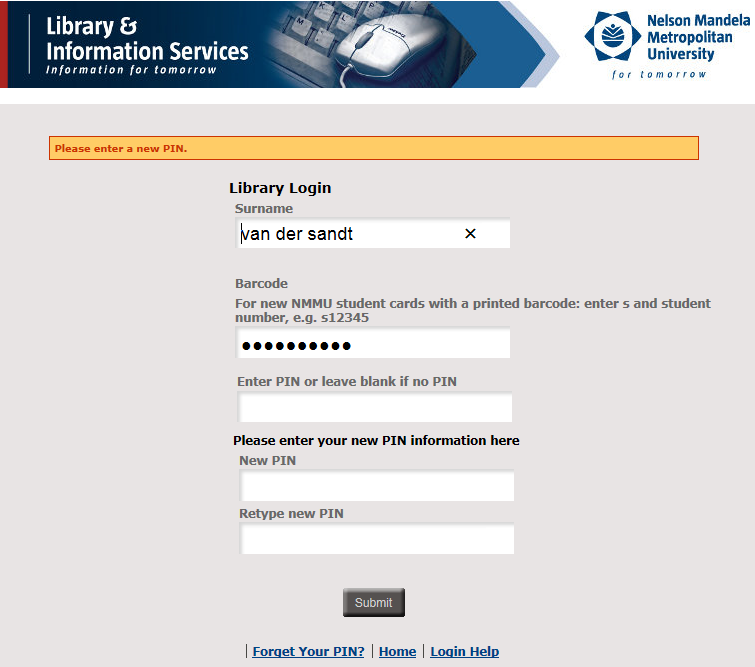 Library &
Information Services
Information for tomorrow
Nelson Mandela
Metropolitan
University
for tomorrow
Please enter a new PIN.
Library Login
Surname
van der sandt ×
Barcode
For new NMMU student cards with a printed barcode: enter s and student
number, e.g. s12345
●●●●●●●●●●
Enter PIN or leave blank if no PIN
Please enter your new PIN information here
New PIN
Retype new PIN
Submit
| Forget Your PIN? | Home | Login Help